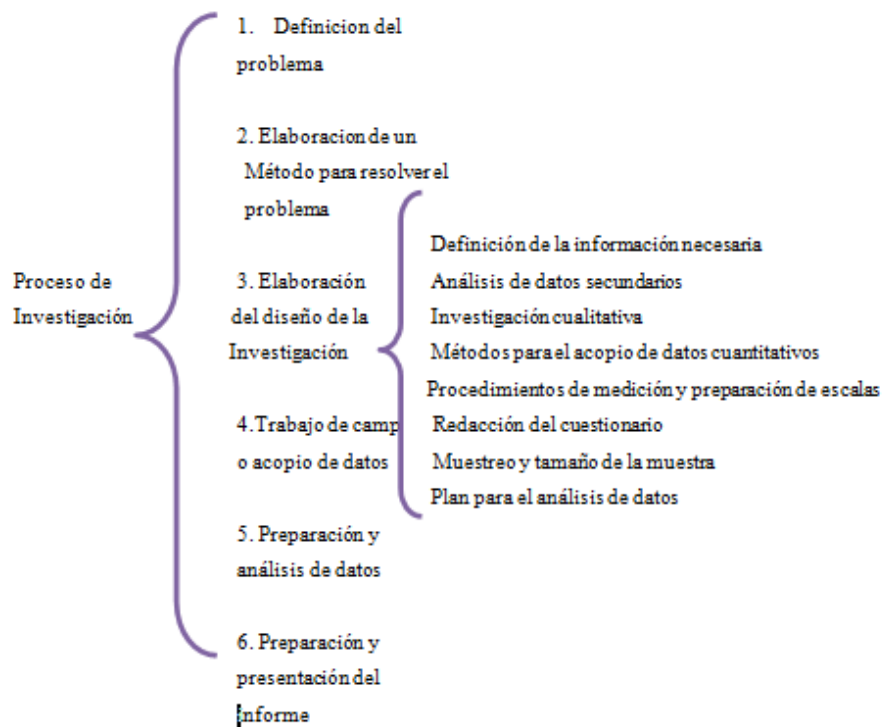 1. Definicion del
problema
2. Elaboracion de un
Método para resolver el
problema
Proceso de
Investigación
3. Elaboración
del diseño de la
Investigación
Definición de la información necesaria
Análisis de datos secundarios
Investigación cualitativa
Métodos para el acopio de datos cuantitativos
Procedimientos de medición y preparación de escalas
Redacción del cuestionario
Muestreo y tamaño de la muestra
Plan para el análisis de datos
4.Trabajo de camp
o acopio de datos
5. Preparación y
análisis de datos
6. Preparación y
presentación del
informe